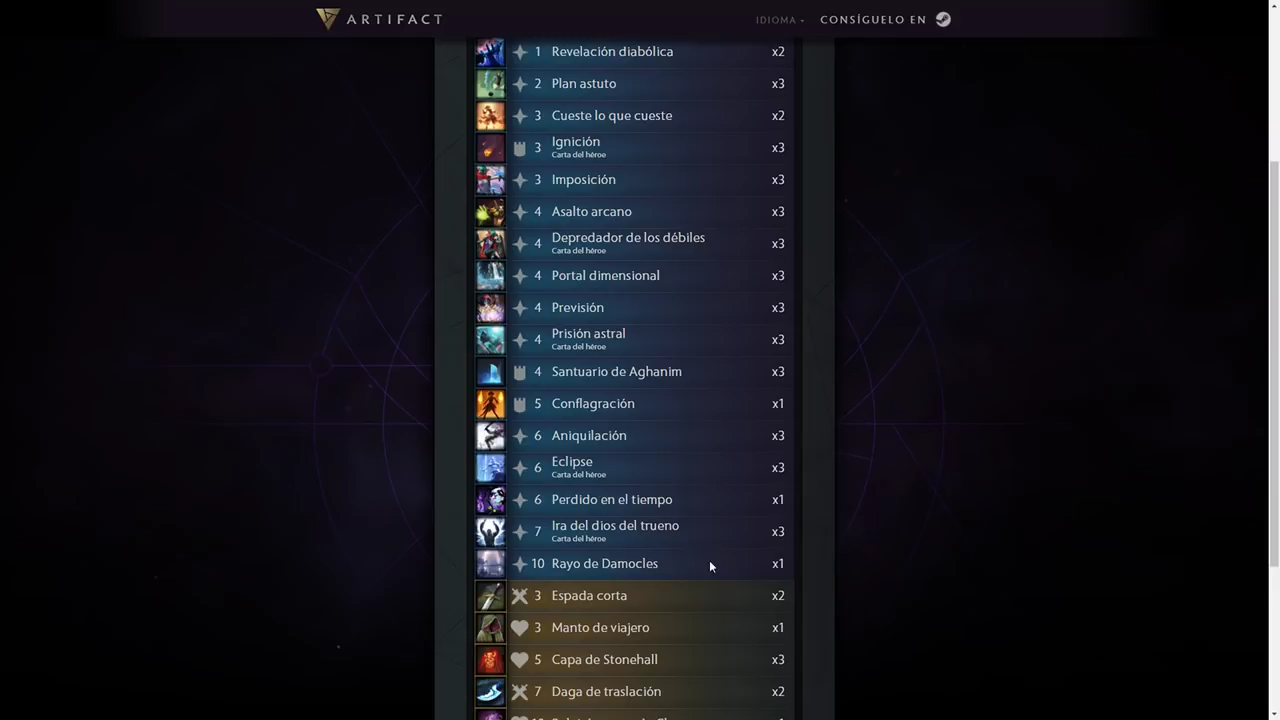 ARTIFACT IDIOMA CONSÍGUELO EN
1 Revelación diabólica x2
2 Plan astuto x3
3 Cueste lo que cueste x2
3 Ignición x3
Carta del héroe
3 Imposición x3
4 Asalto arcano x3
4 Depredador de los débiles x3
Carta del héroe
4 Portal dimensional x3
4 Previsión x3
4 Prisión astral x3
Carta del héroe
4 Santuario de Aghanim x3
5 Conflagración x1
6 Aniquilación x3
6 Eclipse x3
Carta del héroe
6 Perdido en el tiempo x1
7 Ira del dios del trueno x3
Carta del héroe
10 Rayo de Damocles x1
3 Espada corta x2
3 Manto de viajero x1
5 Capa de Stonehall x3
7 Daga de traslación x2